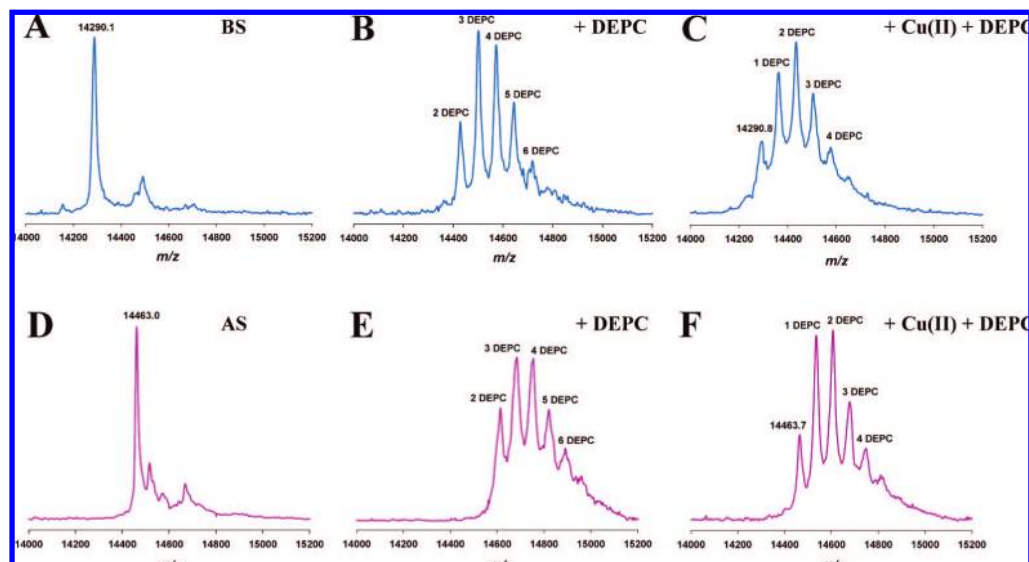 A BS
14290.1
14000 14200 14400 14600 14800 15000 15200
m/z
B + DEPC
3 DEPC
4 DEPC
5 DEPC
2 DEPC
6 DEPC
14000 14200 14400 14600 14800 15000 15200
m/z
C + Cu(II) + DEPC
2 DEPC
1 DEPC
3 DEPC
14290.8
4 DEPC
14000 14200 14400 14600 14800 15000 15200
m/z
D AS
14463.0
14000 14200 14400 14600 14800 15000 15200
E + DEPC
3 DEPC 4 DEPC
2 DEPC
5 DEPC
6 DEPC
14000 14200 14400 14600 14800 15000 15200
F + Cu(II) + DEPC
1 DEPC 2 DEPC
3 DEPC
14463.7
4 DEPC
14000 14200 14400 14600 14800 15000 15200